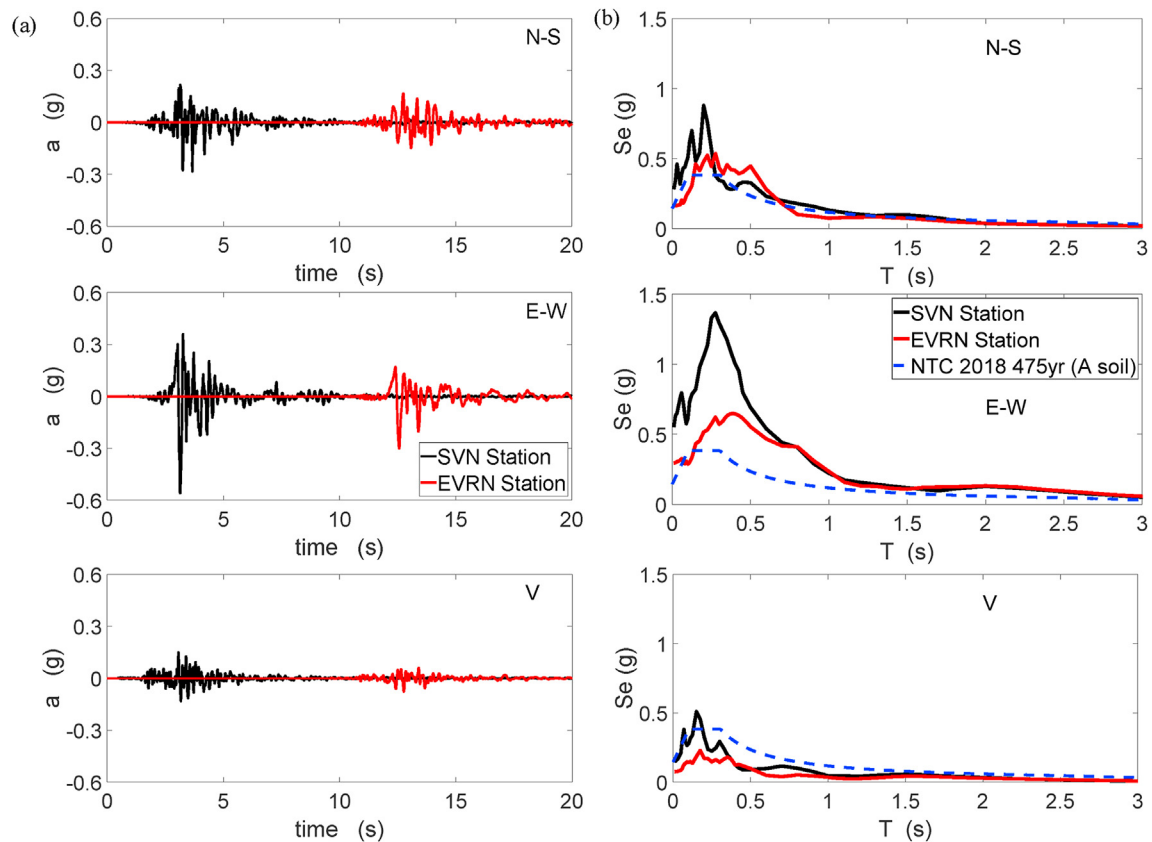 (a)
0.6
0.3
0
-0.3
-0.6
a (g)
N-S
0 5 10 15 20
time (s)
0.6
0.3
0
-0.3
-0.6
a (g)
E-W
SVN Station
EVRN Station
0 5 10 15 20
time (s)
0.6
0.3
0
-0.3
-0.6
a (g)
V
0 5 10 15 20
time (s)
(b)
1.5
1
0.5
0
Se (g)
N-S
0 0.5 1 1.5 2 2.5 3
T (s)
1.5
1
0.5
0
Se (g)
SVN Station
EVRN Station
NTC 2018 475yr (A soil)
E-W
0 0.5 1 1.5 2 2.5 3
T (s)
1.5
1
0.5
0
Se (g)
V
0 0.5 1 1.5 2 2.5 3
T (s)